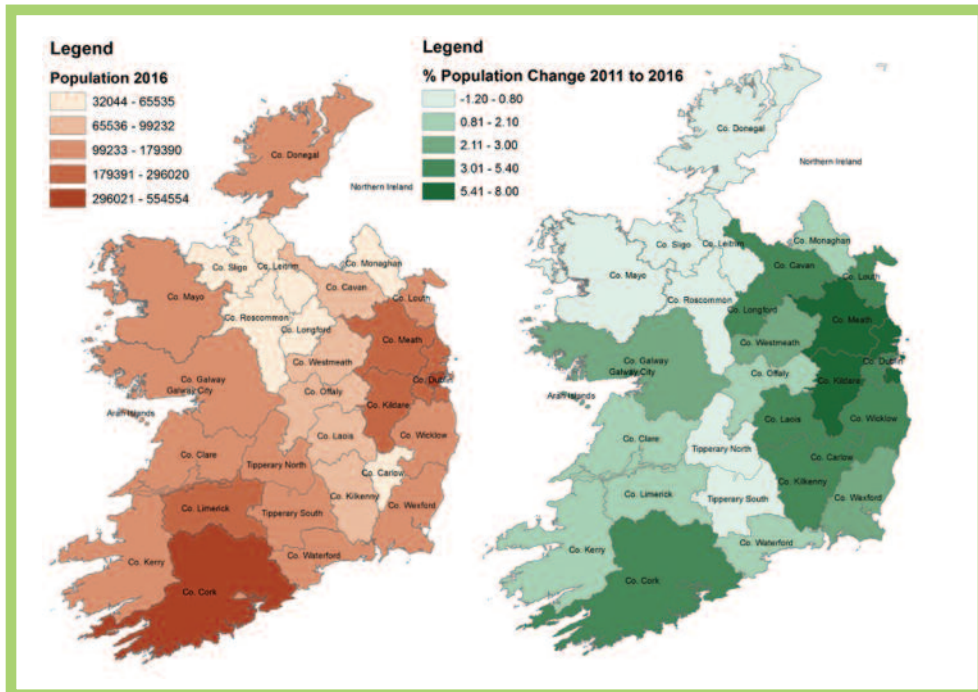 Legend
Population 2016
32044 - 65535
65536 - 99232
99233 - 179390
179391 - 296020
296021 - 554554
Co. Donegal
Northern Ireland
Co. Sligo
Co. Leitrim
Co. Monaghan
Co. Cavan
Co. Louth
Co. Mayo
Co. Roscommon
Co. Longford
Co. Meath
Co. Westmeath
Co. Galway
Galway City
Co. Dublin
Co. Offaly
Co. Kildare
Aran Islands
Co. Laois
Co. Wicklow
Co. Clare
Tipperary North
Co. Carlow
Co. Kilkenny
Co. Wexford
Co. Limerick
Tipperary South
Co. Waterford
Co. Kerry
Co. Cork
Legend
% Population Change 2011 to 2016
-1.20 - 0.80
0.81 - 2.10
2.11 - 3.00
3.01 - 5.40
5.41 - 8.00
Co. Donegal
Northern Ireland
Co. Sligo
Co. Leitrim
Co. Monaghan
Co. Cavan
Co. Louth
Co. Mayo
Co. Roscommon
Co. Longford
Co. Meath
Co. Westmeath
Co. Galway
Galway City
Co. Dublin
Co. Offaly
Co. Kildare
Aran Islands
Co. Laois
Co. Wicklow
Co. Clare
Tipperary North
Co. Carlow
Co. Kilkenny
Co. Limerick
Tipperary South
Co. Wexford
Co. Waterford
Co. Kerry
Co. Cork